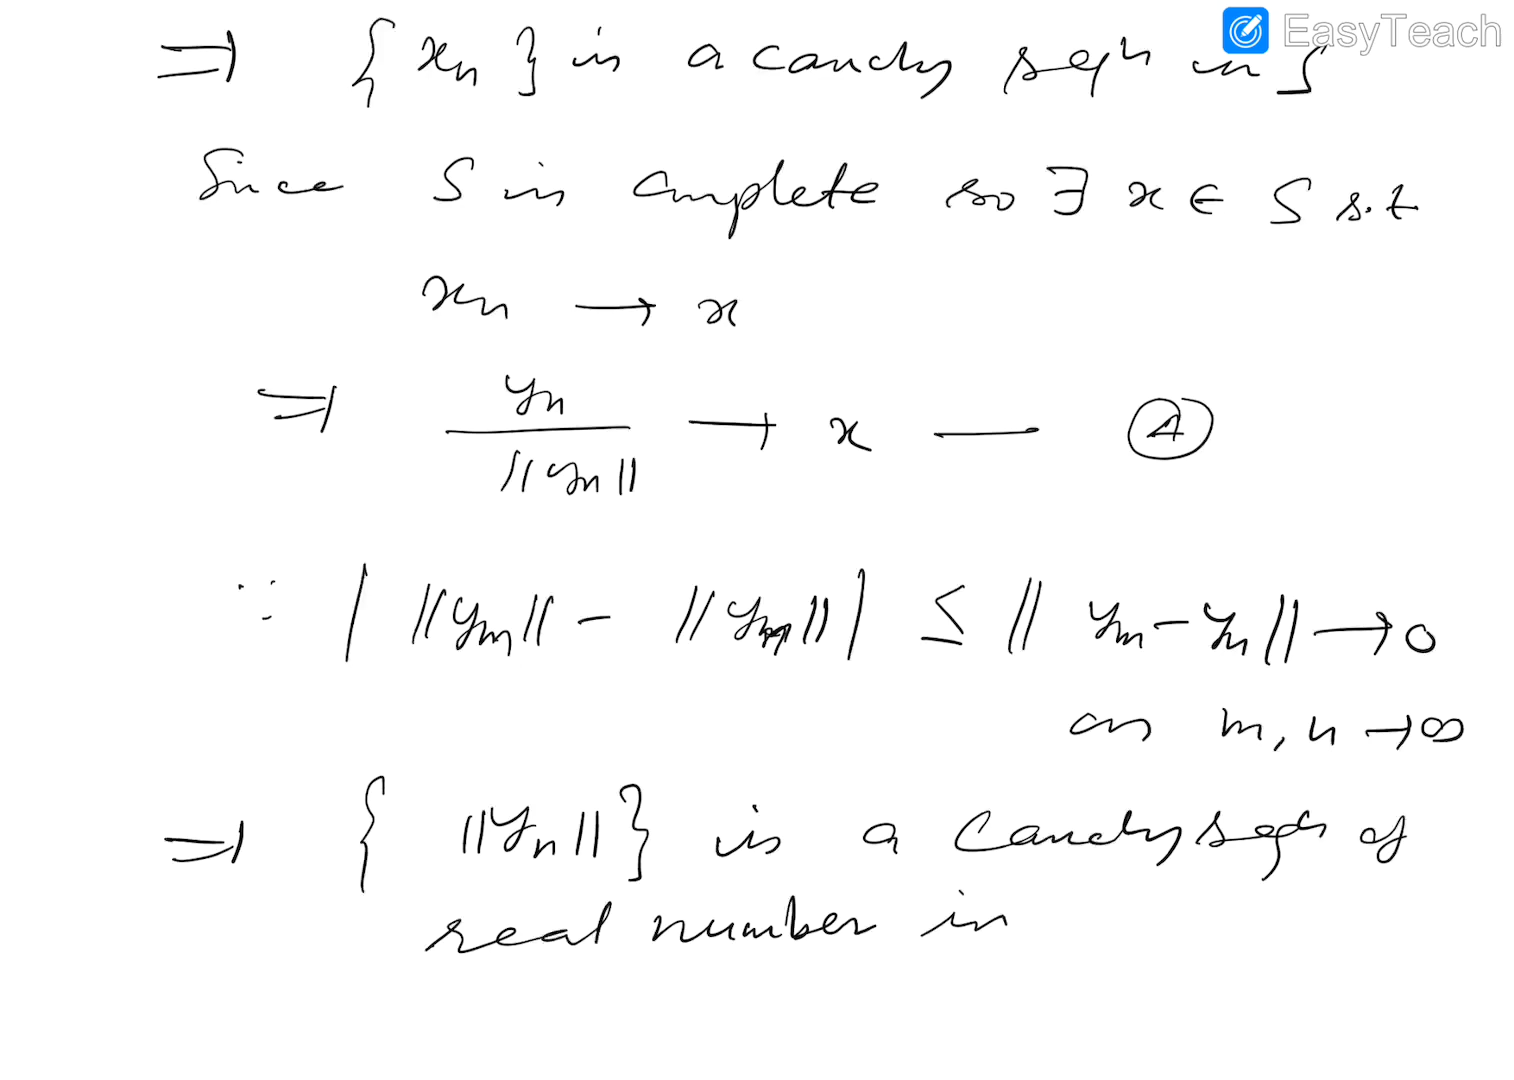 EasyTeach
⇒ {xn} is a cauchy seqn in S
Since S is complete so ∃ x ∈ S s.t
xn → x
⇒ yn / ||yn|| → x — (A)
∵ | ||ym|| - ||yn|| | ≤ || ym - yn || → 0
as m, n → ∞
⇒ { ||yn|| } is a Cauchy seqn of
real number in